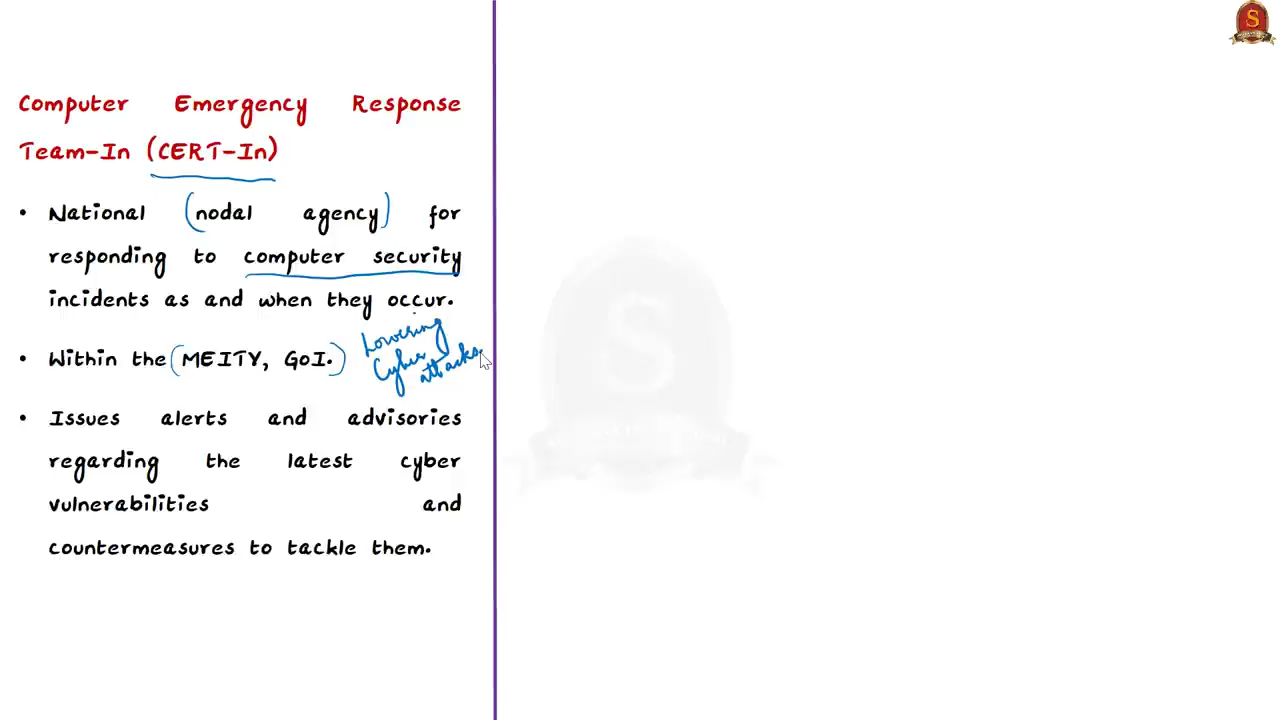 Computer Emergency Response
Team-In (CERT-In)
• National (nodal agency) for
responding to computer security
incidents as and when they occur.
Lowering
• Within the (MEITY, GoI.)
Cyber
attacks.
• Issues alerts and advisories
regarding the latest cyber
vulnerabilities and
countermeasures to tackle them.
S
S